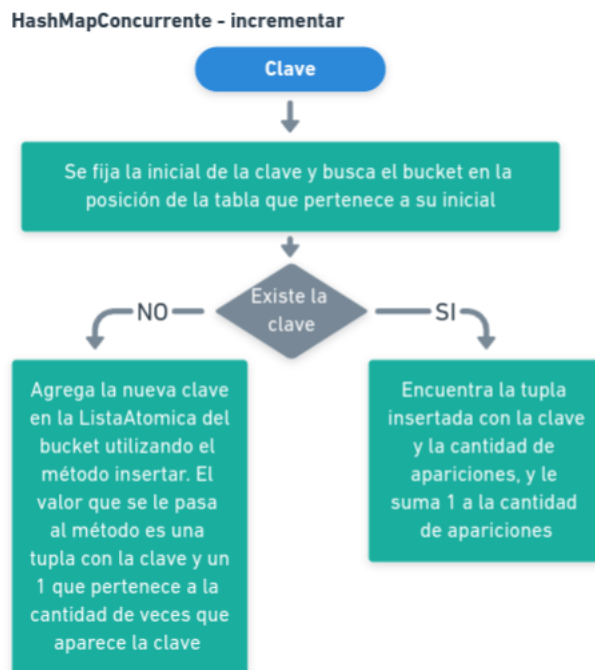 HashMapConcurrente - incrementar
Clave
Se fija la inicial de la clave y busca el bucket en la
posición de la tabla que pertenece a su inicial
Existe la
clave
NO
SI
Agrega la nueva clave
en la ListaAtomica del
bucket utilizando el
método insertar. El
valor que se le pasa
al método es una
tupla con la clave y un
1 que pertenece a la
cantidad de veces que
aparece la clave
Encuentra la tupla
insertada con la clave
y la cantidad de
apariciones, y le
suma 1 a la cantidad
de apariciones